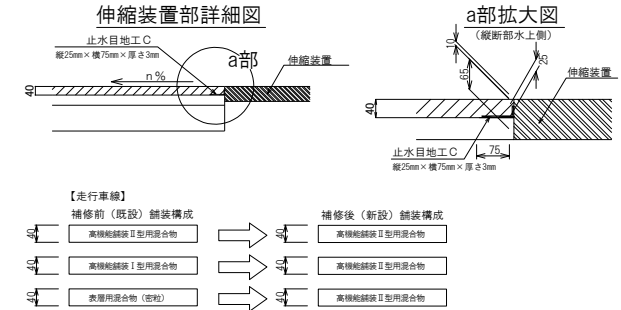 伸縮装置部詳細図
止水目地工C
縦25mm×横75mm×厚さ3mm
n%
a部
伸縮装置
40
a部拡大図
(縦断部水上側)
10
65
25
伸縮装置
40
止水目地工C
縦25mm×横75mm×厚さ3mm
75
【走行車線】
補修前(既設)舗装構成
補修後(新設)舗装構成
40
高機能舗装Ⅱ型用混合物
40
高機能舗装Ⅱ型用混合物
40
高機能舗装Ⅰ型用混合物
40
高機能舗装Ⅱ型用混合物
40
表層用混合物(密粒)
40
高機能舗装Ⅱ型用混合物